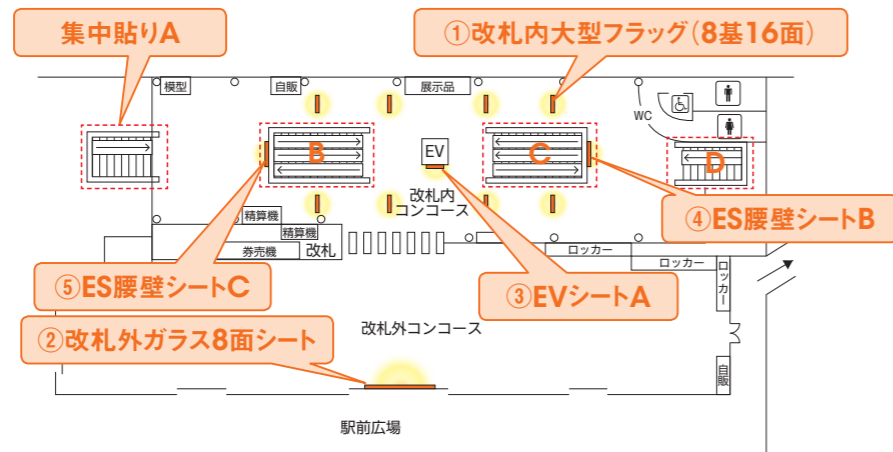 集中貼りA
①改札内大型フラッグ(8基16面)
模型
自販
展示品
WC
B
EV
C
D
改札内
コンコース
④ES腰壁シートB
精算機
精算機
券売機
改札
ロッカー
ロッカー
ロッカー
⑤ES腰壁シートC
③EVシートA
②改札外ガラス8面シート
改札外コンコース
自販
駅前広場